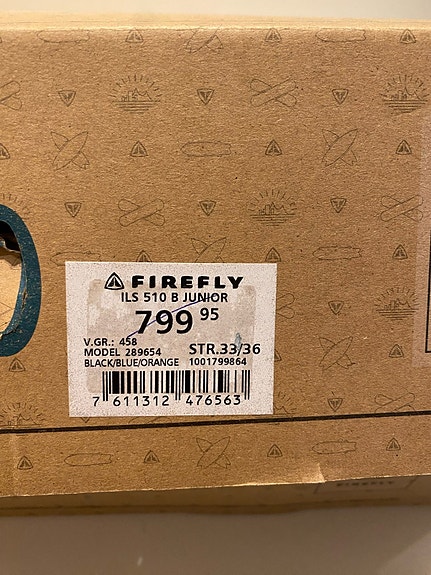 FIREFLY
ILS 510 B JUNIOR
799 95
V.GR.: 458
MODEL 289654 STR.33/36
BLACK/BLUE/ORANGE 1001799864
7 611312 476563
FIREFLY